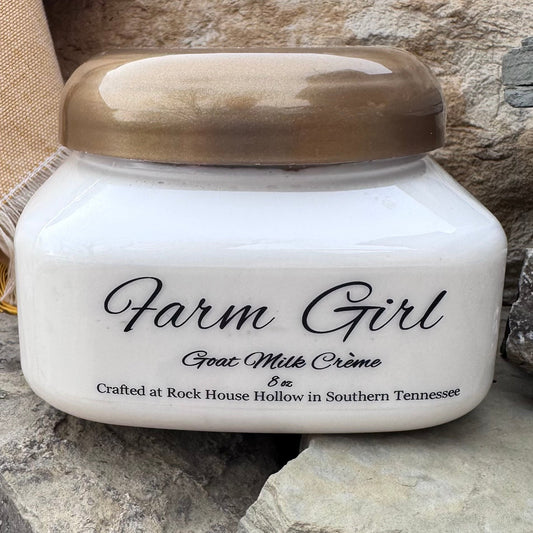 Farm Girl
Goat Milk Crème
8 oz
Crafted at Rock House Hollow in Southern Tennessee